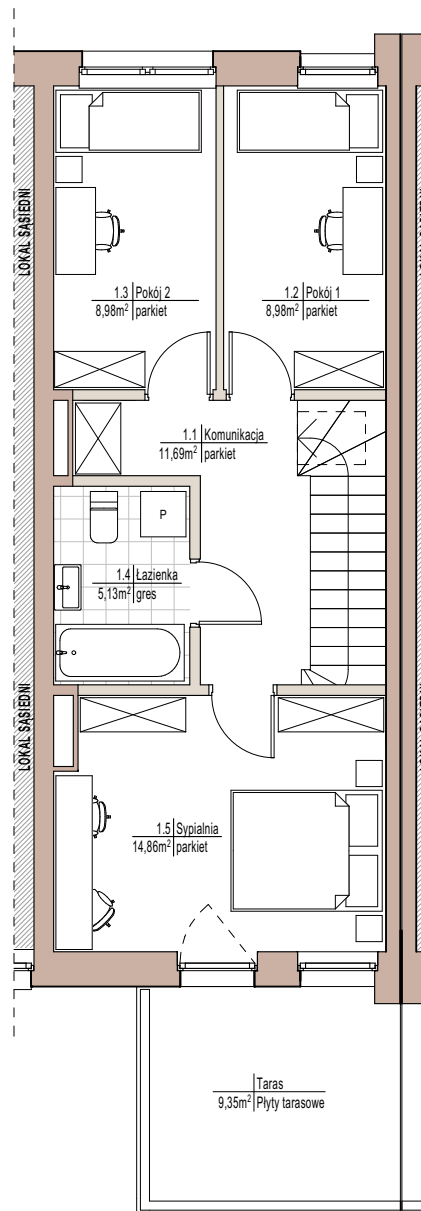 LOKAL SĄSIEDNI
1.3 Pokój 2
8,98m² parkiet
1.2 Pokój 1
8,98m² parkiet
1.1 Komunikacja
11,69m² parkiet
P
1.4 Łazienka
5,13m² gres
LOKAL SĄSIEDNI
1.5 Sypialnia
14,86m² parkiet
Taras
9,35m² Płyty tarasowe